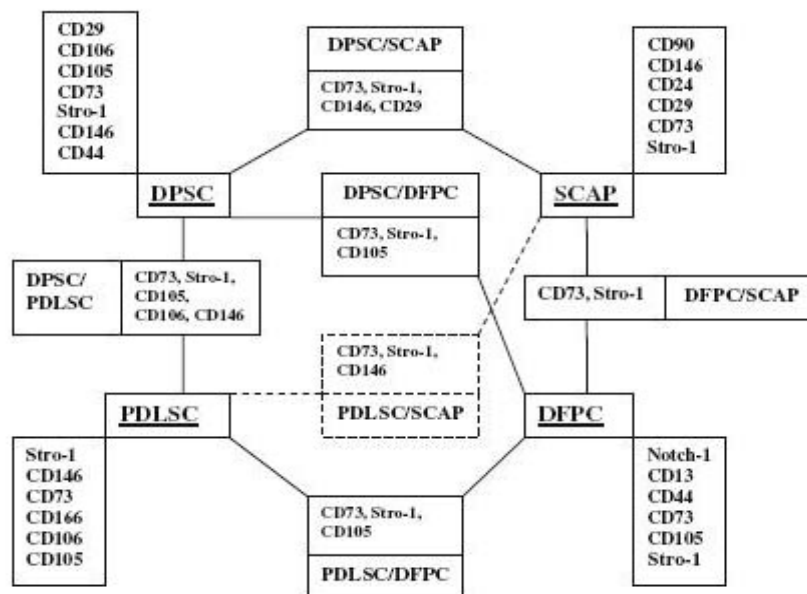 CD29
CD106
CD105
CD73
Stro-1
CD146
CD44
DPSC/SCAP
CD73, Stro-1,
CD146, CD29
CD90
CD146
CD24
CD29
CD73
Stro-1
DPSC
DPSC/DFPC
CD73, Stro-1,
CD105
SCAP
DPSC/
PDLSC
CD73, Stro-1,
CD105,
CD106, CD146
CD73, Stro-1
DFPC/SCAP
CD73, Stro-1,
CD146
PDLSC/SCAP
PDLSC
DFPC
Stro-1
CD146
CD73
CD166
CD106
CD105
CD73, Stro-1,
CD105
PDLSC/DFPC
Notch-1
CD13
CD44
CD73
CD105
Stro-1